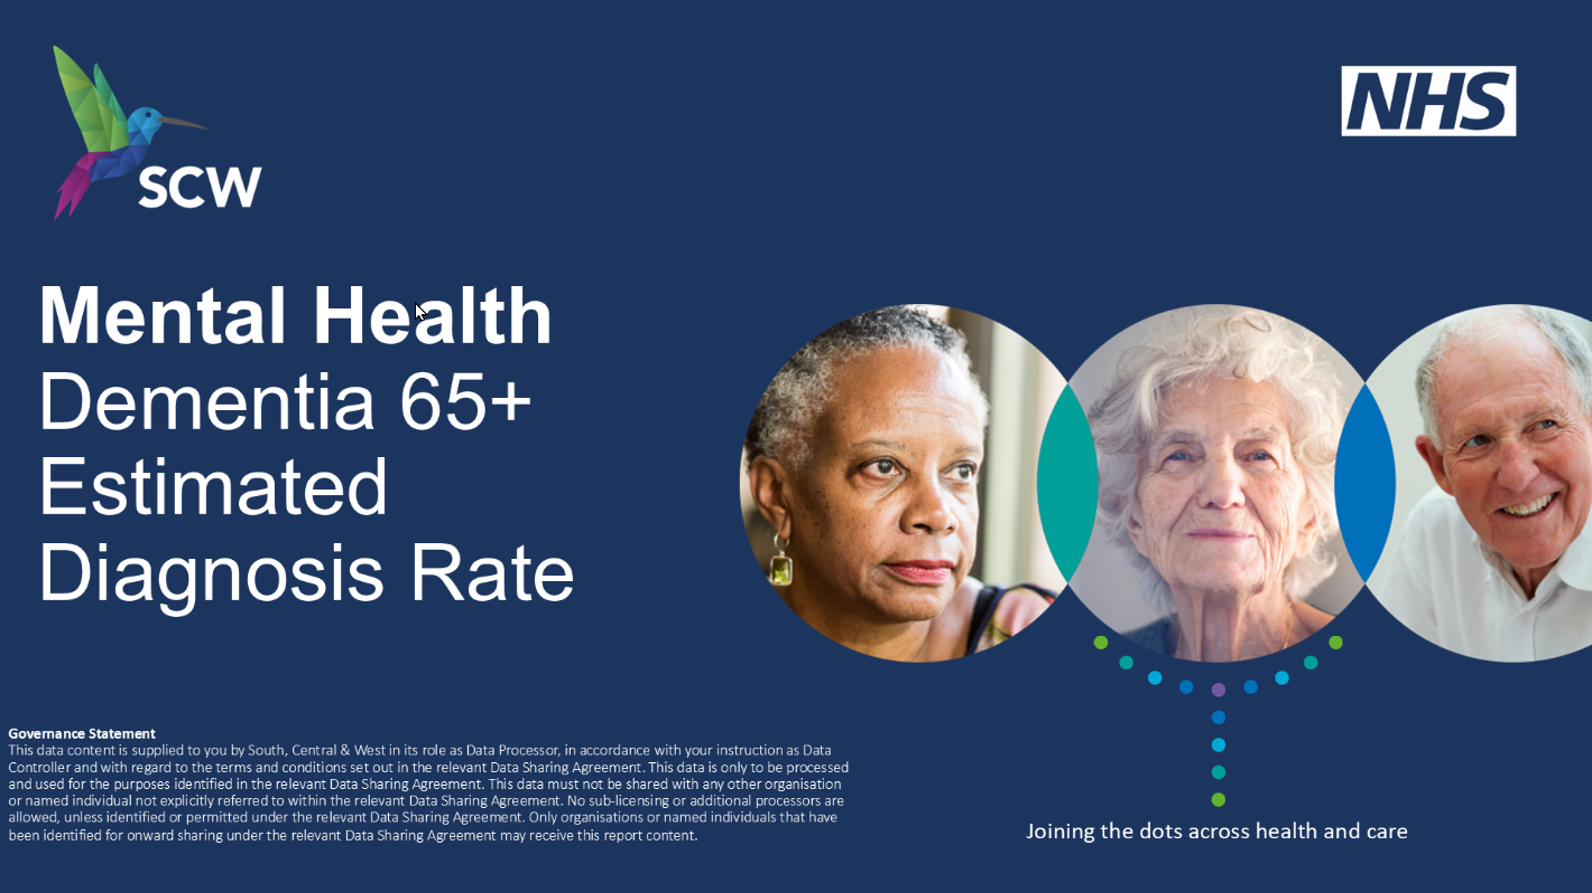 SCW
NHS
Mental Health
Dementia 65+
Estimated
Diagnosis Rate
Governance Statement
This data content is supplied to you by South, Central & West in its role as Data Processor, in accordance with your instruction as Data
Controller and with regard to the terms and conditions set out in the relevant Data Sharing Agreement. This data is only to be processed
and used for the purposes identified in the relevant Data Sharing Agreement. This data must not be shared with any other organisation
or named individual not explicitly referred to within the relevant Data Sharing Agreement. No sub-licensing or additional processors are
allowed, unless identified or permitted under the relevant Data Sharing Agreement. Only organisations or named individuals that have
been identified for onward sharing under the relevant Data Sharing Agreement may receive this report content.
Joining the dots across health and care